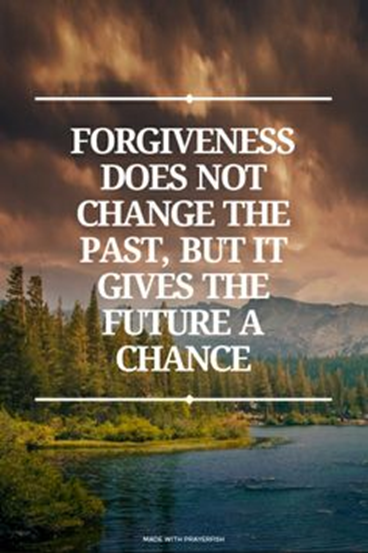 FORGIVENESS
DOES NOT
CHANGE THE
PAST, BUT IT
GIVES THE
FUTURE A
CHANCE
MADE WITH PRAYERFISH